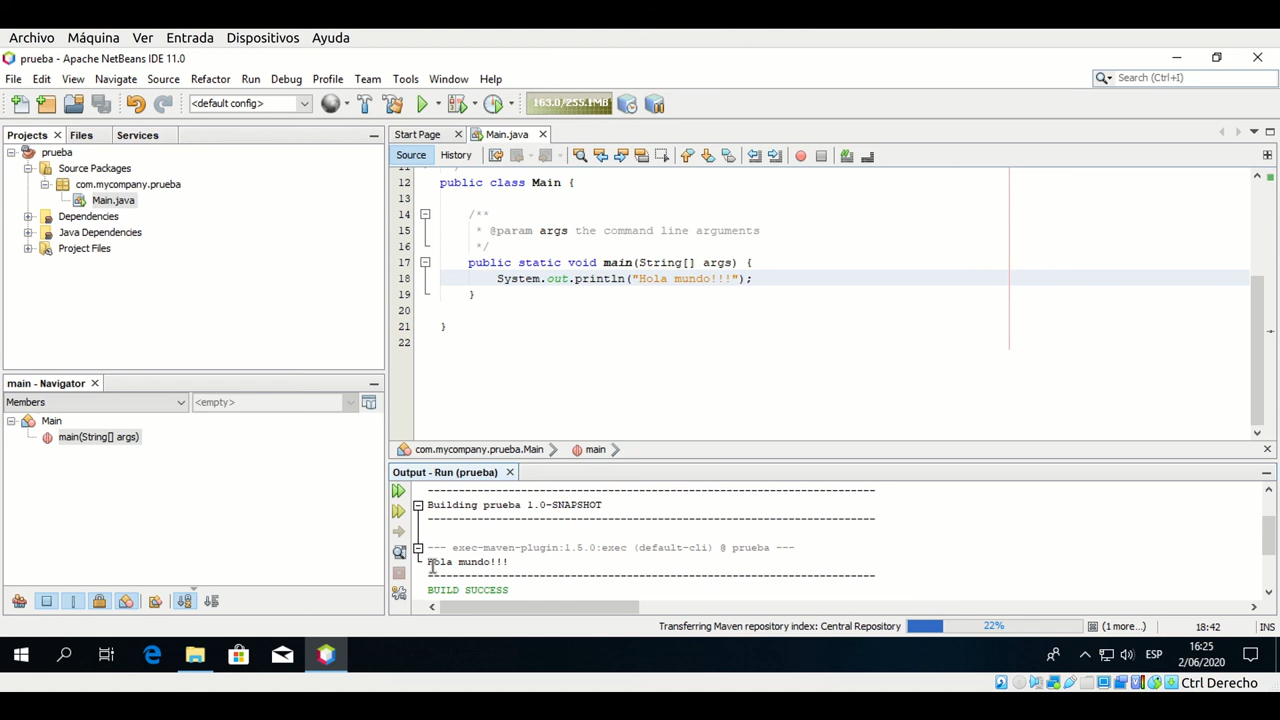 Archivo Máquina Ver Entrada Dispositivos Ayuda
prueba - Apache NetBeans IDE 11.0
File Edit View Navigate Source Refactor Run Debug Profile Team Tools Window Help
Search (Ctrl+I)
<default config>
163.0/255.1MB
Projects Files Services
prueba
Source Packages
com.mycompany.prueba
Main.java
Dependencies
Java Dependencies
Project Files
Start Page Main.java
Source History
11
12 public class Main {
13
14 /**
15 * @param args the command line arguments
16 */
17 public static void main(String[] args) {
18 System.out.println("Hola mundo!!!");
19 }
20
21 }
22
main - Navigator
Members <empty>
Main
main(String[] args)
com.mycompany.prueba.Main main
Output - Run (prueba)
------------------------------------------------------------------------
Building prueba 1.0-SNAPSHOT
------------------------------------------------------------------------
--- exec-maven-plugin:1.5.0:exec (default-cli) @ prueba ---
Hola mundo!!!
------------------------------------------------------------------------
BUILD SUCCESS
Transferring Maven repository index: Central Repository 22% (1 more...) 18:42 INS
ESP
16:25
2/06/2020
Ctrl Derecho